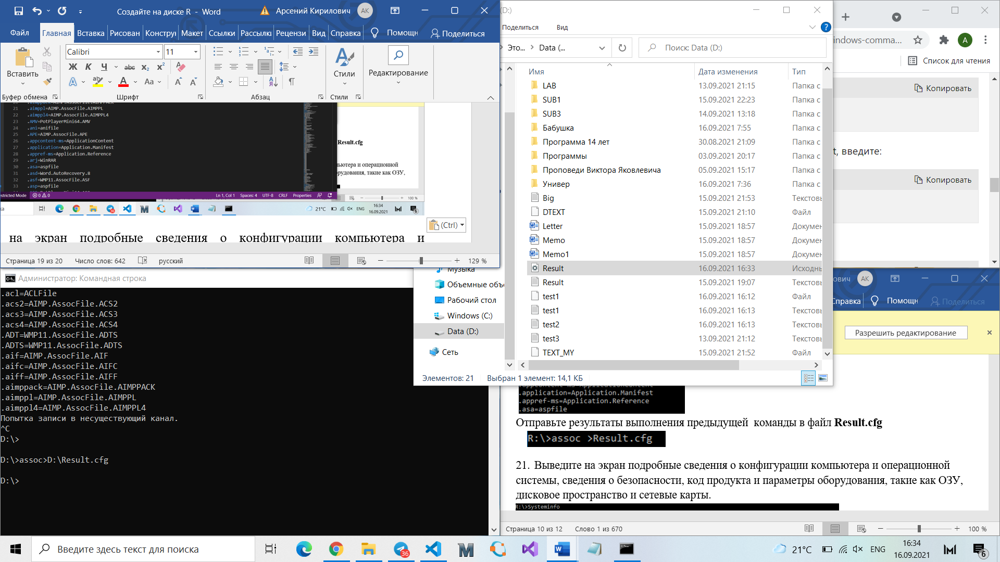 Создайте на диске R - Word
Арсений Кирилович
АК
Файл
Главная
Вставка
Рисован
Констру
Макет
Ссылки
Рассылкı
Рецензи
Вид
Справка
Помощн
Поделиться
Вставить
Буфер обмена
Calibri
11
Ж К Ч abc x₂ x²
Aa
Шрифт
Абзац
Стили
Стили
Редактирование
21 .aimppl=AIMP.AssocFile.AIMPPL
22 .aimppl4=AIMP.AssocFile.AIMPPL4
23 .AMV=PotPlayerMini64.AMV
24 .ani=anifile
25 .APE=AIMP.AssocFile.APE
26 .appcontent-ms=ApplicationContent
27 .application=Application.Manifest
28 .appref-ms=Application.Reference
29 .arj=WinRAR
30 .asa=aspfile
31 .asd=Word.AutoRecovery.8
32 .asf=WMP11.AssocFile.ASF
33 .asp=aspfile
Result.cfg
ьютера и операционной
орудования, такие как ОЗУ,
stricted Mode
0 0
Ln 1, Col 1
Spaces: 4
UTF-8
CRLF
Properties
100 %
21°C
ENG
16:34
16.09.2021
(Ctrl)
на экран подробные сведения о конфигурации компьютера и
Страница 19 из 20
Число слов: 642
русский
129 %
(D:)
Поделиться
Вид
Это...
Data (...
Поиск: Data (D:)
Имя
Дата изменения
Тип
LAB 13.09.2021 21:15 Папка с
SUB1 15.09.2021 22:23 Папка с
SUB3 14.09.2021 13:18 Папка с
Бабушка 16.09.2021 7:55 Папка с
Программа 14 лет 30.08.2021 21:09 Папка с
Программы 03.09.2021 20:17 Папка с
Проповеди Виктора Яковлевича 05.09.2021 15:17 Папка с
Универ 16.09.2021 7:36 Папка с
Big 15.09.2021 21:53 Текстовь
DTEXT 15.09.2021 21:10 Файл
Letter 15.09.2021 18:57 Докумен
Memo 15.09.2021 18:57 Докумен
Memo1 15.09.2021 18:57 Докумен
Result 16.09.2021 16:33 Исходнь
Result 15.09.2021 19:07 Текстовь
test1 16.09.2021 16:12 Файл
test1 16.09.2021 16:13 Текстовь
test2 16.09.2021 16:13 Текстовь
test3 13.09.2021 21:12 Текстовь
TEXT_MY 15.09.2021 21:52 Файл
Музыка
Объемные объ
Рабочий стол
Windows (C:)
Data (D:)
Сеть
Элементов: 21
Выбран 1 элемент: 14,1 КБ
indows-comma...
A
Список для чтения
Копировать
t, введите:
Копировать
ович
АК
Справка
Помощн
Поделиться
Разрешить редактирование
Администратор: Командная строка
.acl=ACLFile
.acs2=AIMP.AssocFile.ACS2
.acs3=AIMP.AssocFile.ACS3
.acs4=AIMP.AssocFile.ACS4
.ADT=WMP11.AssocFile.ADTS
.ADTS=WMP11.AssocFile.ADTS
.aif=AIMP.AssocFile.AIF
.aifc=AIMP.AssocFile.AIFC
.aiff=AIMP.AssocFile.AIFF
.aimppack=AIMP.AssocFile.AIMPPACK
.aimppl=AIMP.AssocFile.AIMPPL
.aimppl4=AIMP.AssocFile.AIMPPL4
Попытка записи в несуществующий канал.
^C
D:\>
D:\>assoc>D:\Result.cfg
D:\>
.appcontent-ms=ApplicationContent
.application=Application.Manifest
.appref-ms=Application.Reference
.asa=aspfile
Отправьте результаты выполнения предыдущей команды в файл Result.cfg
R:\>assoc >Result.cfg
21. Выведите на экран подробные сведения о конфигурации компьютера и операционной
системы, сведения о безопасности, код продукта и параметры оборудования, такие как ОЗУ,
дисковое пространство и сетевые карты.
R:\>Systeminfo
Страница 10 из 12
Слово 1 из 670
100 %
Введите здесь текст для поиска
36
21°C
ENG
16:34
16.09.2021
6